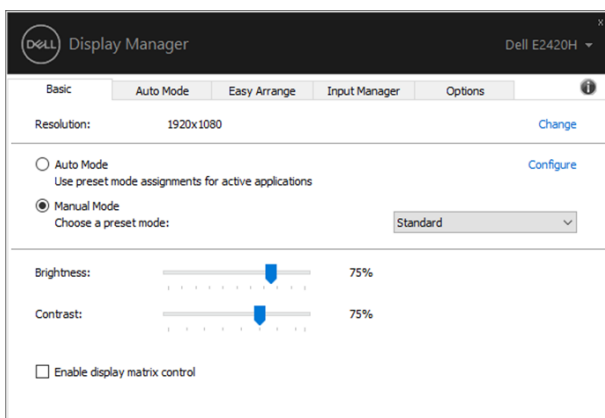 x
DELL Display Manager Dell E2420H
Basic Auto Mode Easy Arrange Input Manager Options i
Resolution: 1920x1080 Change
Auto Mode Configure
Use preset mode assignments for active applications
Manual Mode
Choose a preset mode: Standard
Brightness: 75%
Contrast: 75%
Enable display matrix control